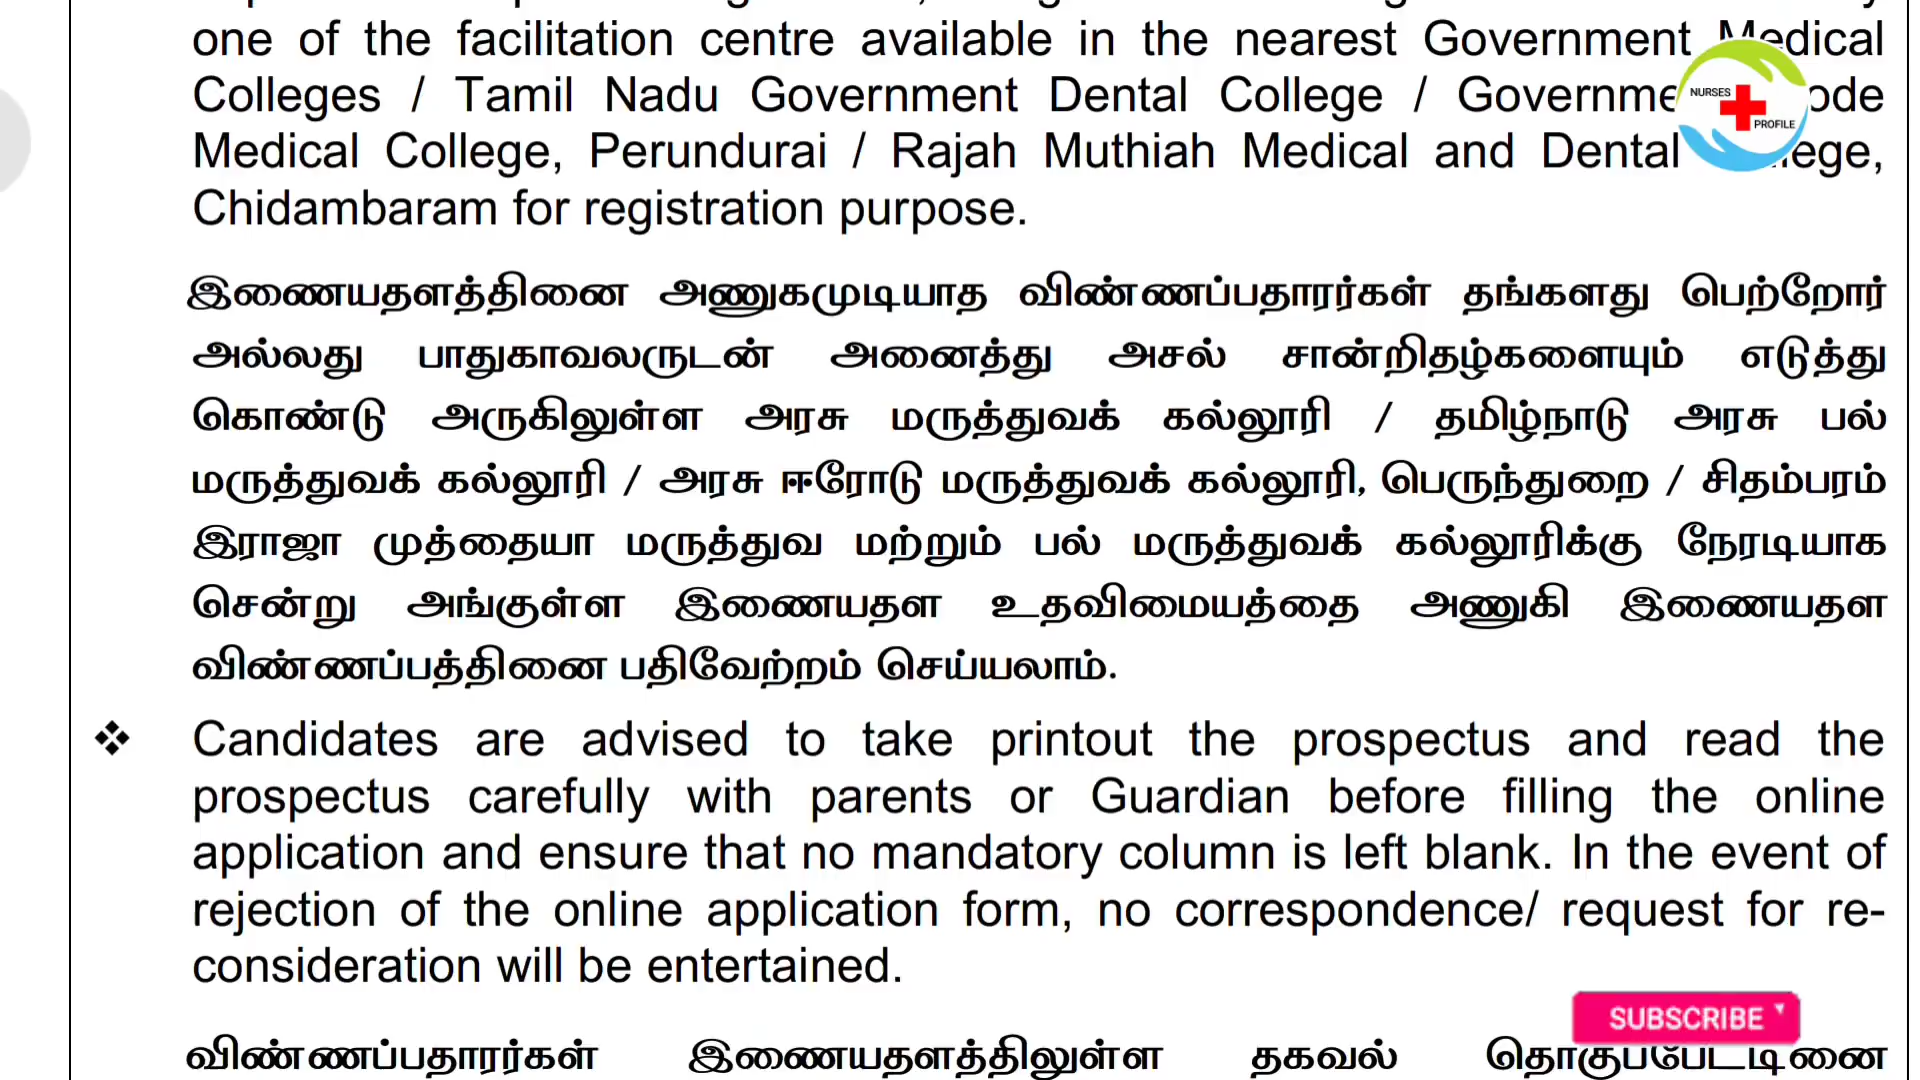 one of the facilitation centre available in the nearest Government Medical
Colleges / Tamil Nadu Government Dental College /
Medical College, Perundurai / Rajah Muthiah Medical and Dental
Chidambaram for registration purpose.
NURSES
PROFILE
இணையதளத்தினை அணுகமுடியாத விண்ணப்பதாரர்கள் தங்களது பெற்றோர்
அல்லது பாதுகாவலருடன் அனைத்து அசல் சான்றிதழ்களையும் எடுத்து
கொண்டு அருகிலுள்ள அரசு மருத்துவக் கல்லூரி / தமிழ்நாடு அரசு பல்
மருத்துவக் கல்லூரி / அரசு ஈரோடு மருத்துவக் கல்லூரி, பெருந்துறை / சிதம்பரம்
இராஜா முத்தையா மருத்துவ மற்றும் பல் மருத்துவக் கல்லூரிக்கு நேரடியாக
சென்று அங்குள்ள இணையதள உதவிமையத்தை அணுகி இணையதள
விண்ணப்பத்தினை பதிவேற்றம் செய்யலாம்.
❖ Candidates are advised to take printout the prospectus and read the
prospectus carefully with parents or Guardian before filling the online
application and ensure that no mandatory column is left blank. In the event of
rejection of the online application form, no correspondence/ request for re-
consideration will be entertained.
SUBSCRIBE
விண்ணப்பதாரர்கள் இணையதளத்திலுள்ள தகவல் தொகுப்பேட்டினை